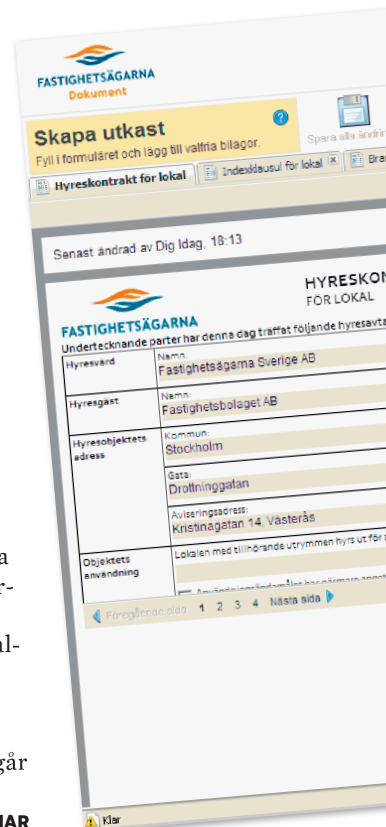 FASTIGHETSÄGARNA
Dokument
Skapa utkast
Fyll i formuläret och lägg till valfria bilagor.
Spara alla ändrin
Hyreskontrakt för lokal
Indexklausul för lokal
Bra
Senast ändrad av Dig Idag, 18:13
HYRESKON
FÖR LOKAL
FASTIGHETSÄGARNA
Undertecknande parter har denna dag träffat följande hyresavta
Hyresvärd
Namn:
Fastighetsägarna Sverige AB
Hyresgäst
Namn:
Fastighetsbolaget AB
Hyresobjektets
adress
Kommun:
Stockholm
Gata:
Drottninggatan
Aviseringsadress:
Kristinagatan 14, Västerås
Objektets
användning
Lokalen med tillhörande utrymmen hyrs ut för a
Föregående sida 1 2 3 4 Nästa sida
Klar
a
r-
al-
går
HAR